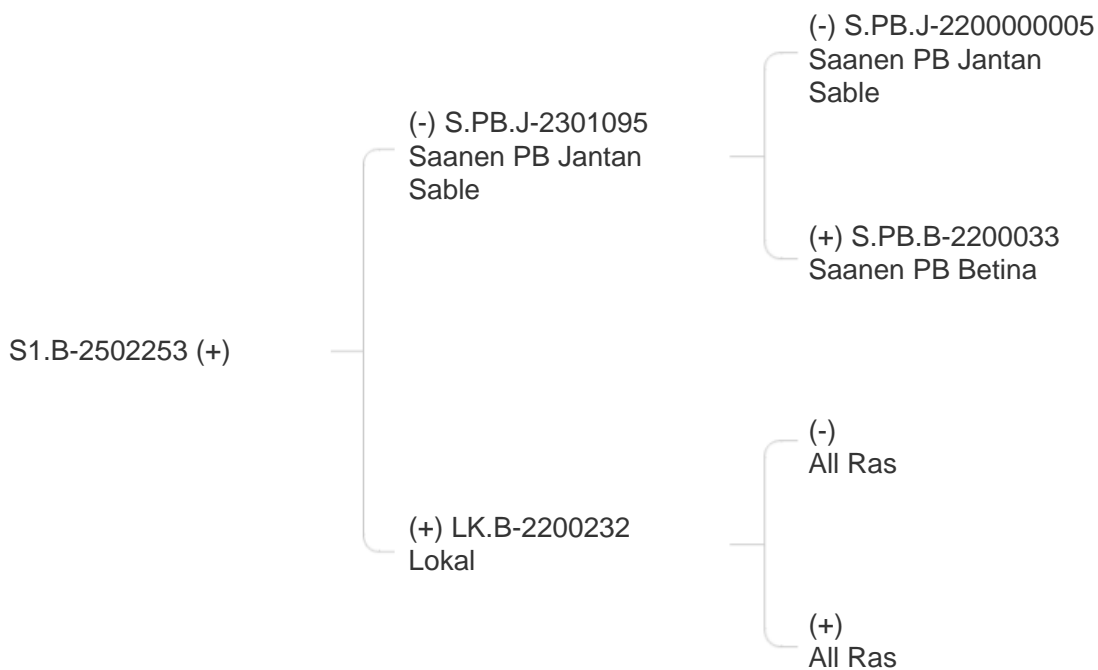 (-) S.PB.J-2200000005
Saanen PB Jantan
Sable
(-) S.PB.J-2301095
Saanen PB Jantan
Sable
(+) S.PB.B-2200033
Saanen PB Betina
S1.B-2502253 (+)
(-)
All Ras
(+) LK.B-2200232
Lokal
(+)
All Ras